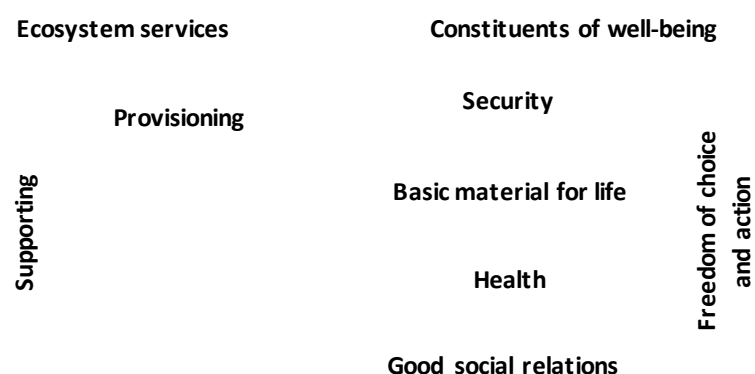 Ecosystem services
Constituents of well-being
Supporting
Provisioning
Security
Basic material for life
Health
Good social relations
Freedom of choice
and action